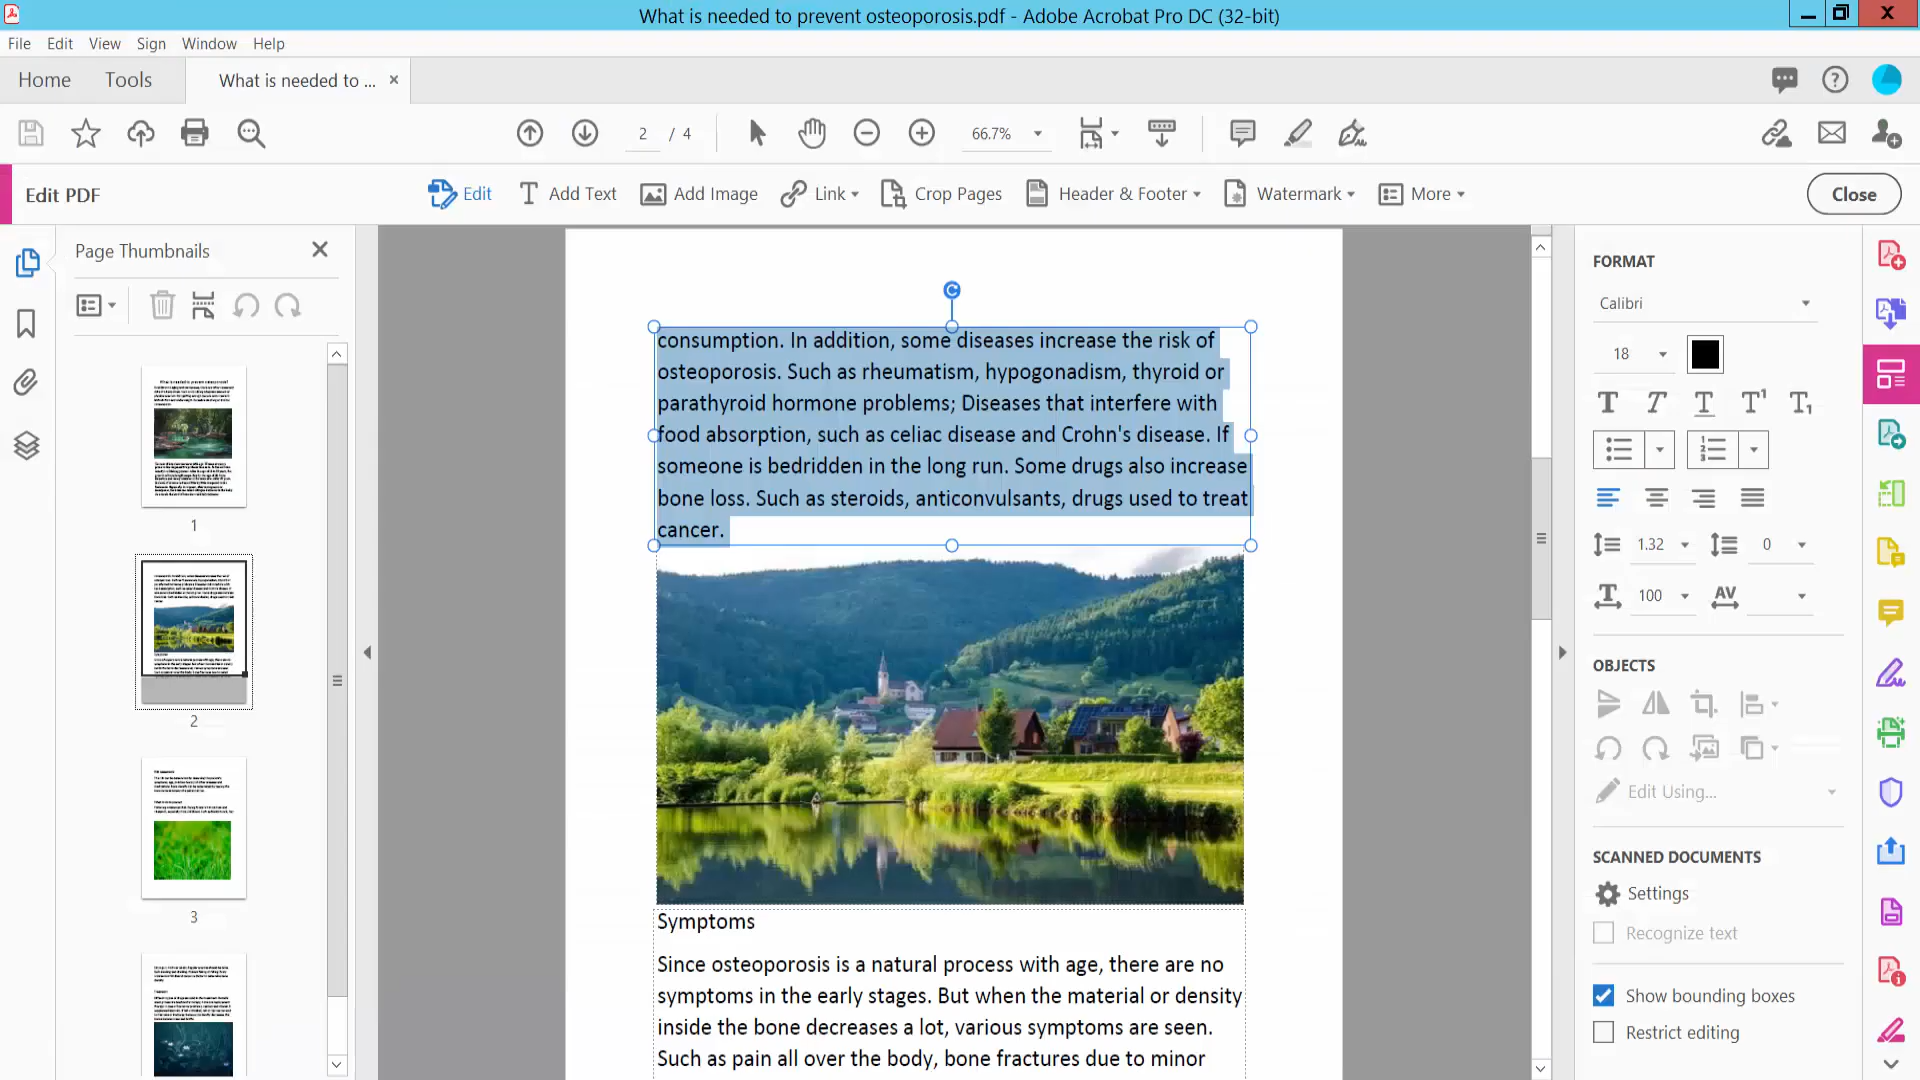 What is needed to prevent osteoporosis.pdf - Adobe Acrobat Pro DC (32-bit)
File Edit View Sign Window Help
Home Tools What is needed to ... ×
2 / 4 66.7%
Edit PDF Edit Add Text Add Image Link Crop Pages Header & Footer Watermark More Close
Page Thumbnails
1
2
3
consumption. In addition, some diseases increase the risk of
osteoporosis. Such as rheumatism, hypogonadism, thyroid or
parathyroid hormone problems; Diseases that interfere with
food absorption, such as celiac disease and Crohn's disease. If
someone is bedridden in the long run. Some drugs also increase
bone loss. Such as steroids, anticonvulsants, drugs used to treat
cancer.
Symptoms
Since osteoporosis is a natural process with age, there are no
symptoms in the early stages. But when the material or density
inside the bone decreases a lot, various symptoms are seen.
Such as pain all over the body, bone fractures due to minor
FORMAT
Calibri
18
T T T T¹ T₁
1.32 0
100 AV
OBJECTS
Edit Using...
SCANNED DOCUMENTS
Settings
Recognize text
Show bounding boxes
Restrict editing